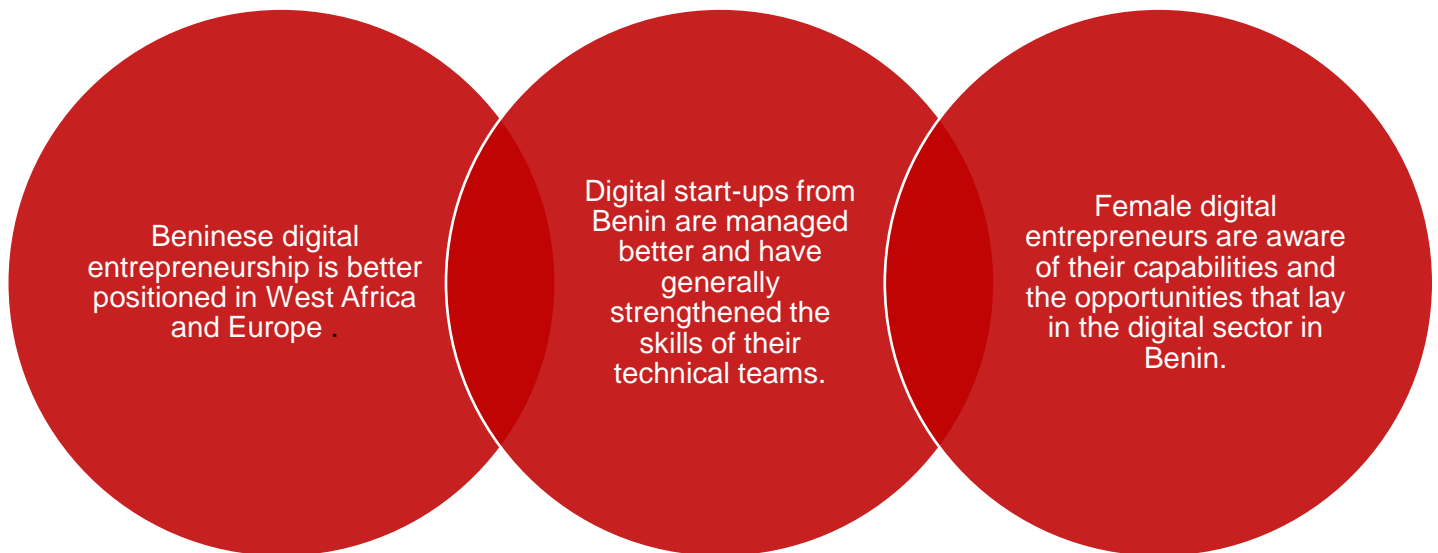 Beninese digital
entrepreneurship is better
positioned in West Africa
and Europe .
Digital start-ups from
Benin are managed
better and have
generally
strengthened the
skills of their
technical teams.
Female digital
entrepreneurs are aware
of their capabilities and
the opportunities that lay
in the digital sector in
Benin.